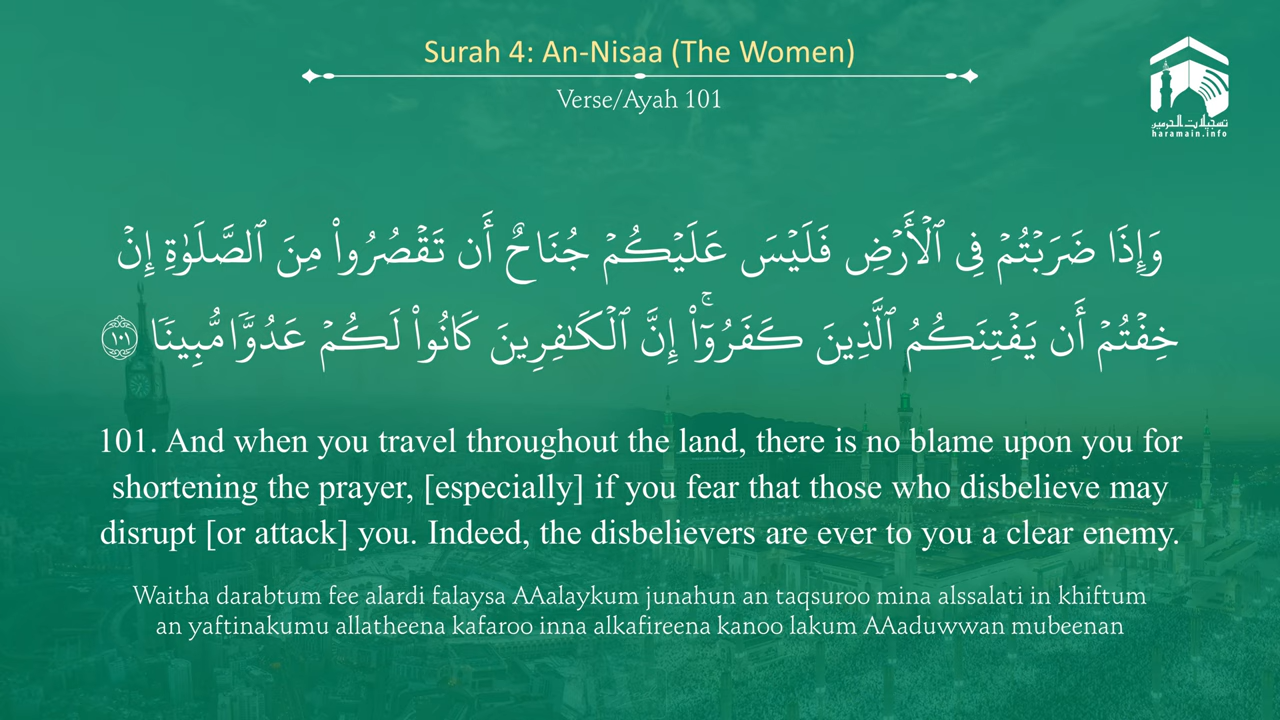 Surah 4: An-Nisaa (The Women)
Verse/Ayah 101
تسجيلات الحرمين
haramain.info
وَإِذَا ضَرَبۡتُمۡ فِي ٱلۡأَرۡضِ فَلَيۡسَ عَلَيۡكُمۡ جُنَاحٌ أَن تَقۡصُرُواْ مِنَ ٱلصَّلَوٰةِ إِنۡ
خِفۡتُمۡ أَن يَفۡتِنَكُمُ ٱلَّذِينَ كَفَرُوٓاْۚ إِنَّ ٱلۡكَٰفِرِينَ كَانُواْ لَكُمۡ عَدُوّٗا مُّبِينٗا ١٠١
101. And when you travel throughout the land, there is no blame upon you for
shortening the prayer, [especially] if you fear that those who disbelieve may
disrupt [or attack] you. Indeed, the disbelievers are ever to you a clear enemy.
Waitha darabtum fee alardi falaysa AAalaykum junahun an taqsuroo mina alssalati in khiftum
an yaftinakumu allatheena kafaroo inna alkafireena kanoo lakum AAaduwwan mubeenan